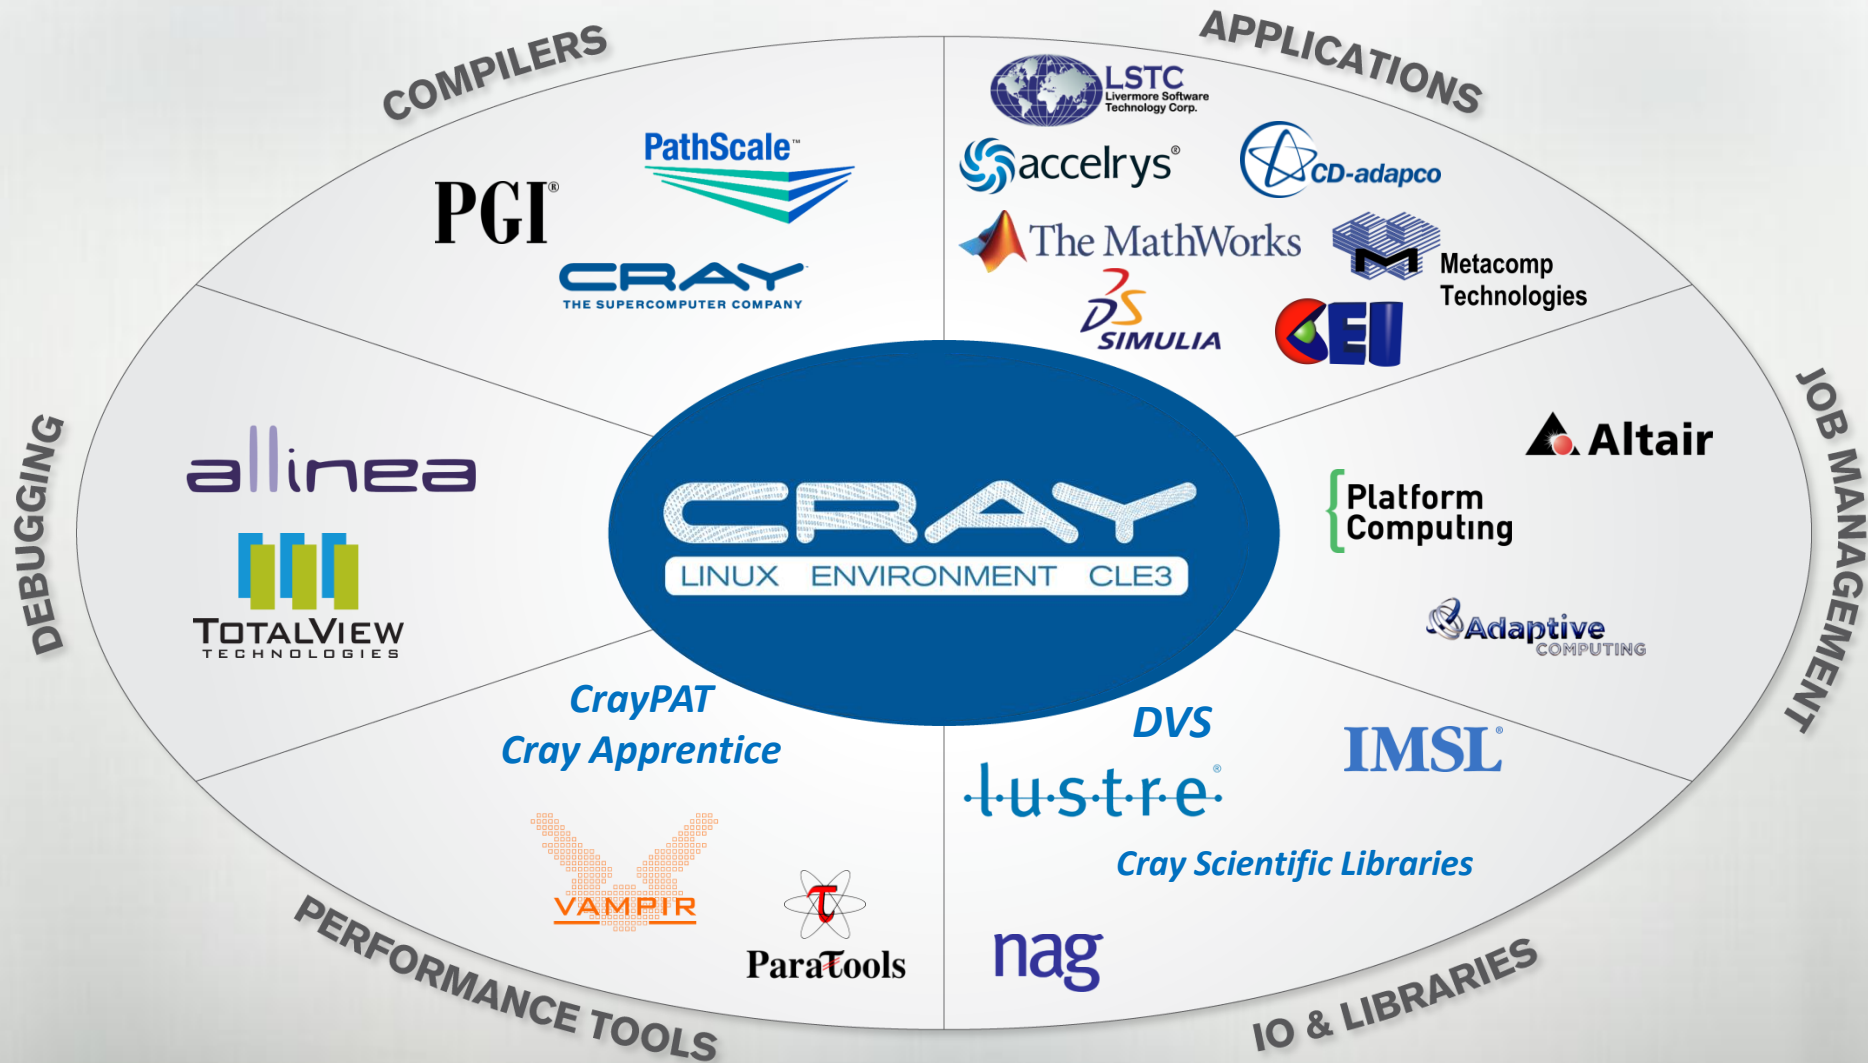 COMPILERS
PGI®
PathScale™
CRAY
THE SUPERCOMPUTER COMPANY
APPLICATIONS
LSTC
Livermore Software
Technology Corp.
accelrys®
CD-adapco
The MathWorks
Metacomp
Technologies
SIMULIA
CEI
JOB MANAGEMENT
Altair
Platform
Computing
Adaptive
COMPUTING
DEBUGGING
allinea
TOTALVIEW
TECHNOLOGIES
CRAY
LINUX ENVIRONMENT CLE3
PERFORMANCE TOOLS
CrayPAT
Cray Apprentice
VAMPIR
ParaTools
IO & LIBRARIES
DVS
IMSL®
l·u·s·t·r·e®
Cray Scientific Libraries
nag